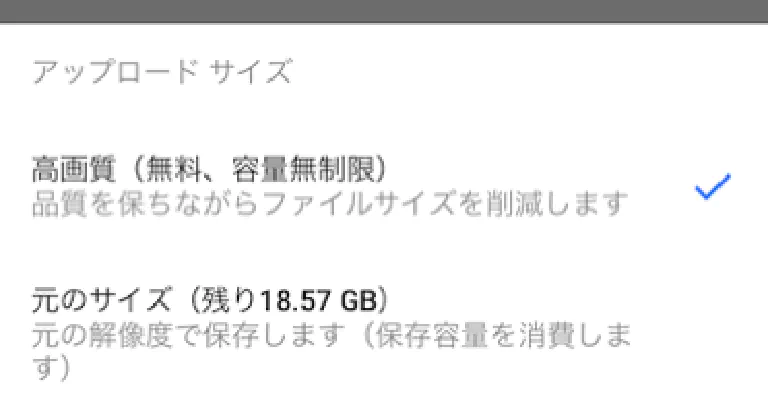 アップロード サイズ
高画質（無料、容量無制限）
品質を保ちながらファイルサイズを削減します
元のサイズ（残り18.57 GB）
元の解像度で保存します（保存容量を消費しま
す）